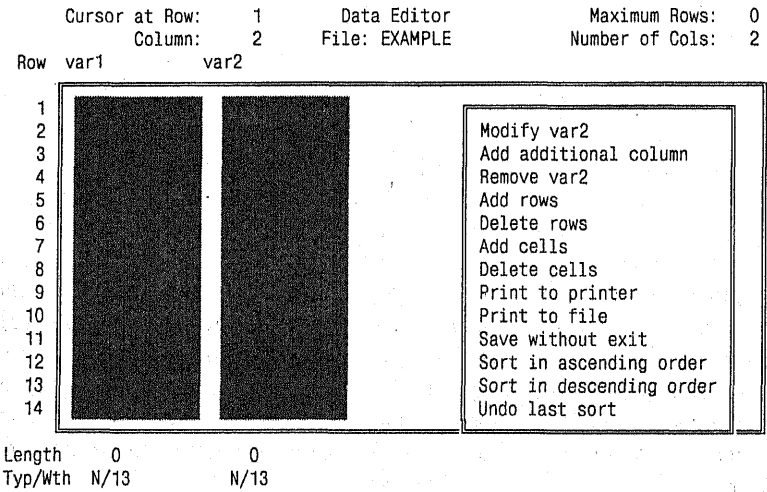 Cursor at Row: 1 Data Editor Maximum Rows: 0
Column: 2 File: EXAMPLE Number of Cols: 2
Row var1 var2
1
2 Modify var2
3 Add additional column
4 Remove var2
5 Add rows
6 Delete rows
7 Add cells
8 Delete cells
9 Print to printer
10 Print to file
11 Save without exit
12 Sort in ascending order
13 Sort in descending order
14 Undo last sort
Length 0 0
Typ/Wth N/13 N/13